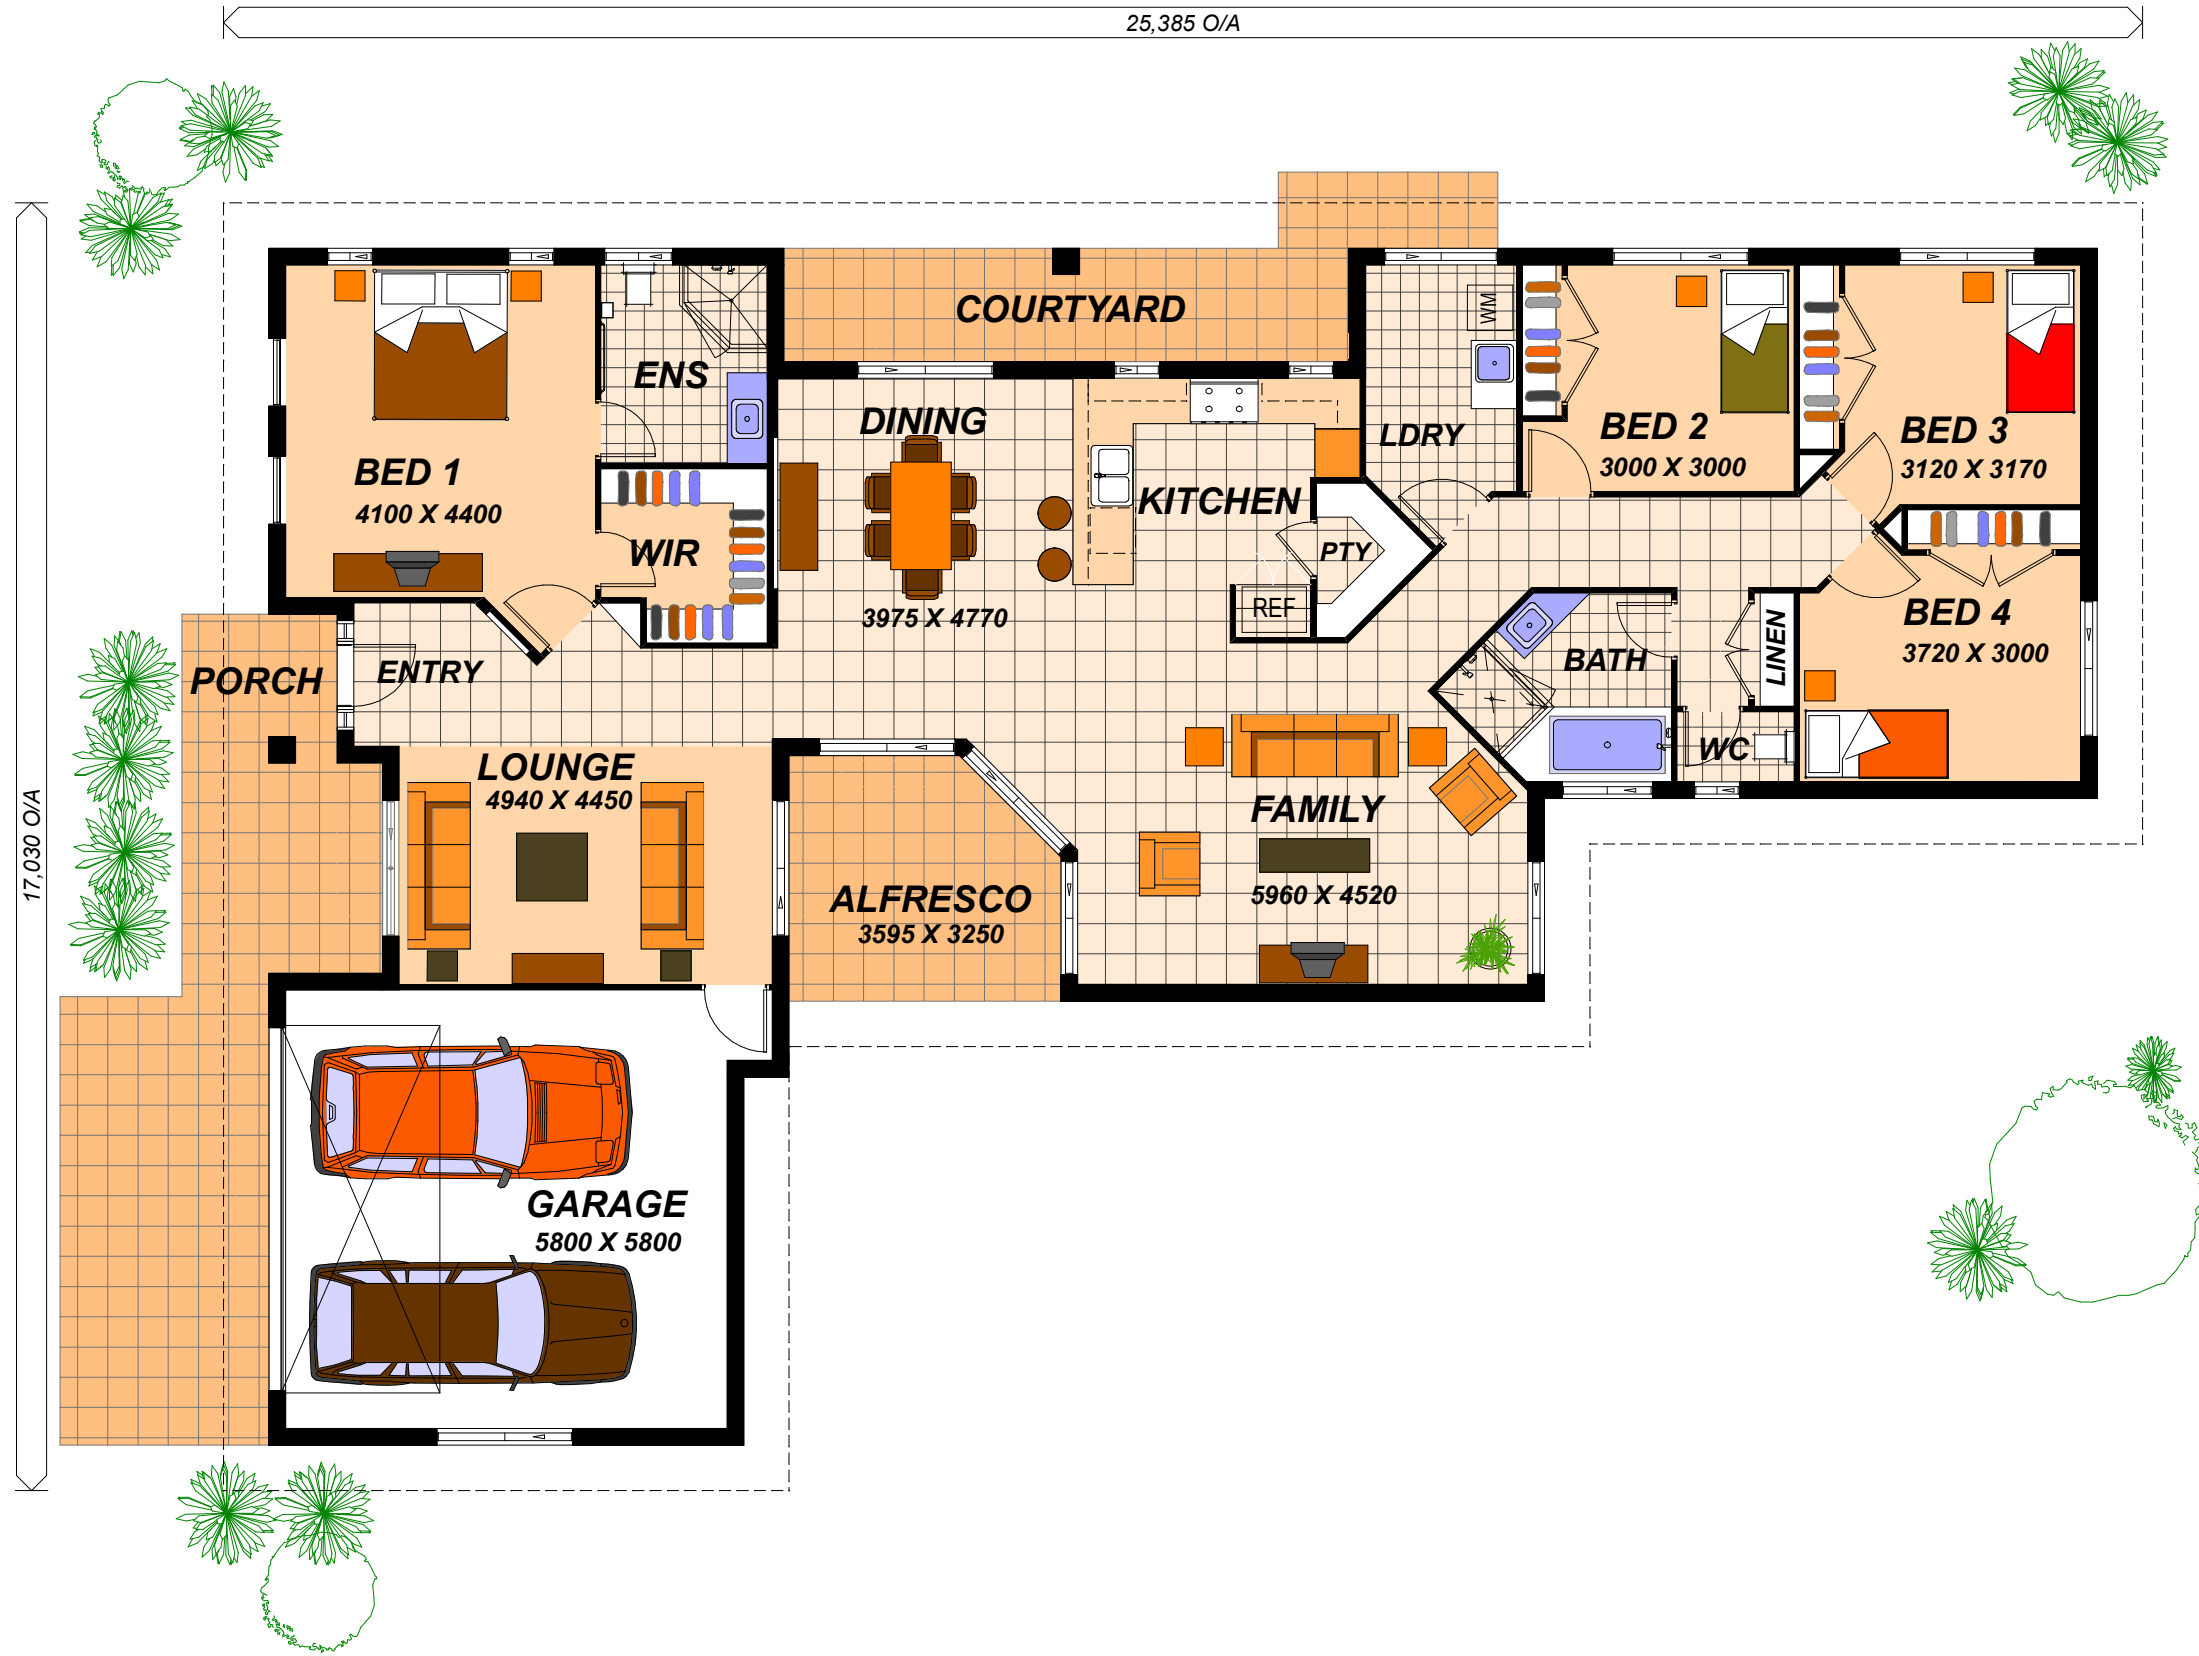 25,385 O/A
17,030 O/A
COURTYARD
ENS
BED 1
4100 X 4400
WIR
DINING
3975 X 4770
KITCHEN
PTY
REF
LDRY
WM
BED 2
3000 X 3000
BED 3
3120 X 3170
BED 4
3720 X 3000
LINEN
BATH
WC
PORCH
ENTRY
LOUNGE
4940 X 4450
ALFRESCO
3595 X 3250
FAMILY
5960 X 4520
GARAGE
5800 X 5800